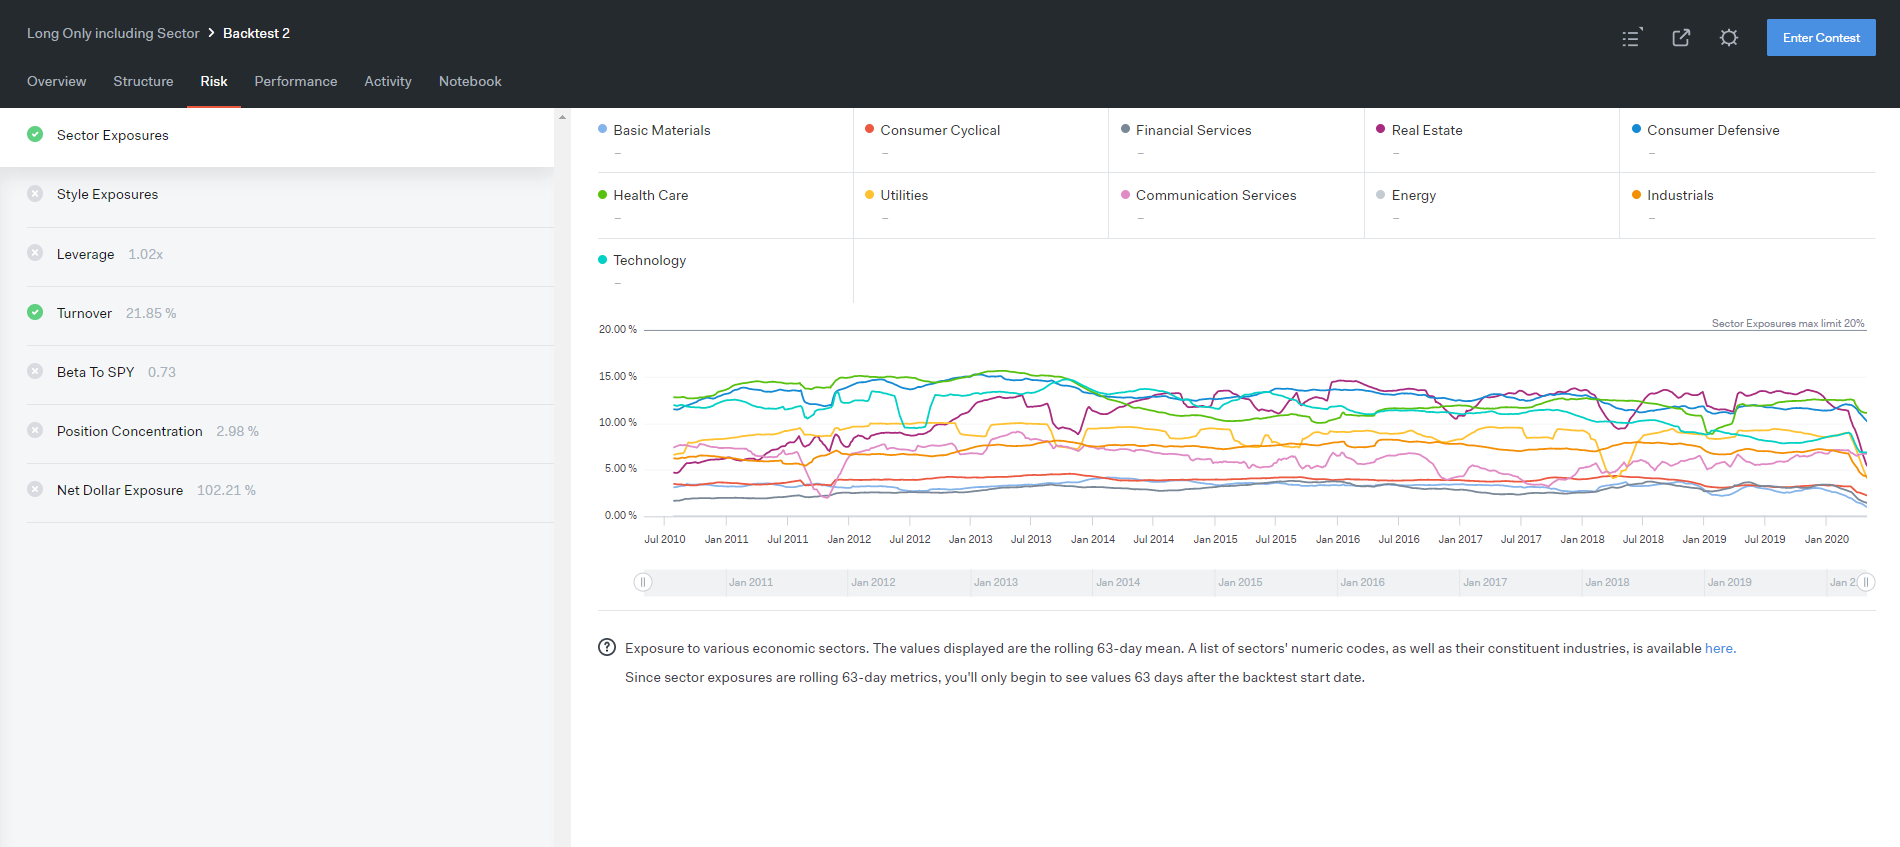 Long Only including Sector > Backtest 2
Enter Contest
Overview Structure Risk Performance Activity Notebook
Sector Exposures
Style Exposures
Leverage 1.02x
Turnover 21.85 %
Beta To SPY 0.73
Position Concentration 2.98 %
Net Dollar Exposure 102.21 %
Basic Materials Consumer Cyclical Financial Services Real Estate Consumer Defensive
– – – – –
Health Care Utilities Communication Services Energy Industrials
– – – – –
Technology
–
Sector Exposures max limit 20%
20.00 %
15.00 %
10.00 %
5.00 %
0.00 %
Jul 2010 Jan 2011 Jul 2011 Jan 2012 Jul 2012 Jan 2013 Jul 2013 Jan 2014 Jul 2014 Jan 2015 Jul 2015 Jan 2016 Jul 2016 Jan 2017 Jul 2017 Jan 2018 Jul 2018 Jan 2019 Jul 2019 Jan 2020
Jan 2011 Jan 2012 Jan 2013 Jan 2014 Jan 2015 Jan 2016 Jan 2017 Jan 2018 Jan 2019 Jan 2...
Exposure to various economic sectors. The values displayed are the rolling 63-day mean. A list of sectors' numeric codes, as well as their constituent industries, is available here.
Since sector exposures are rolling 63-day metrics, you'll only begin to see values 63 days after the backtest start date.